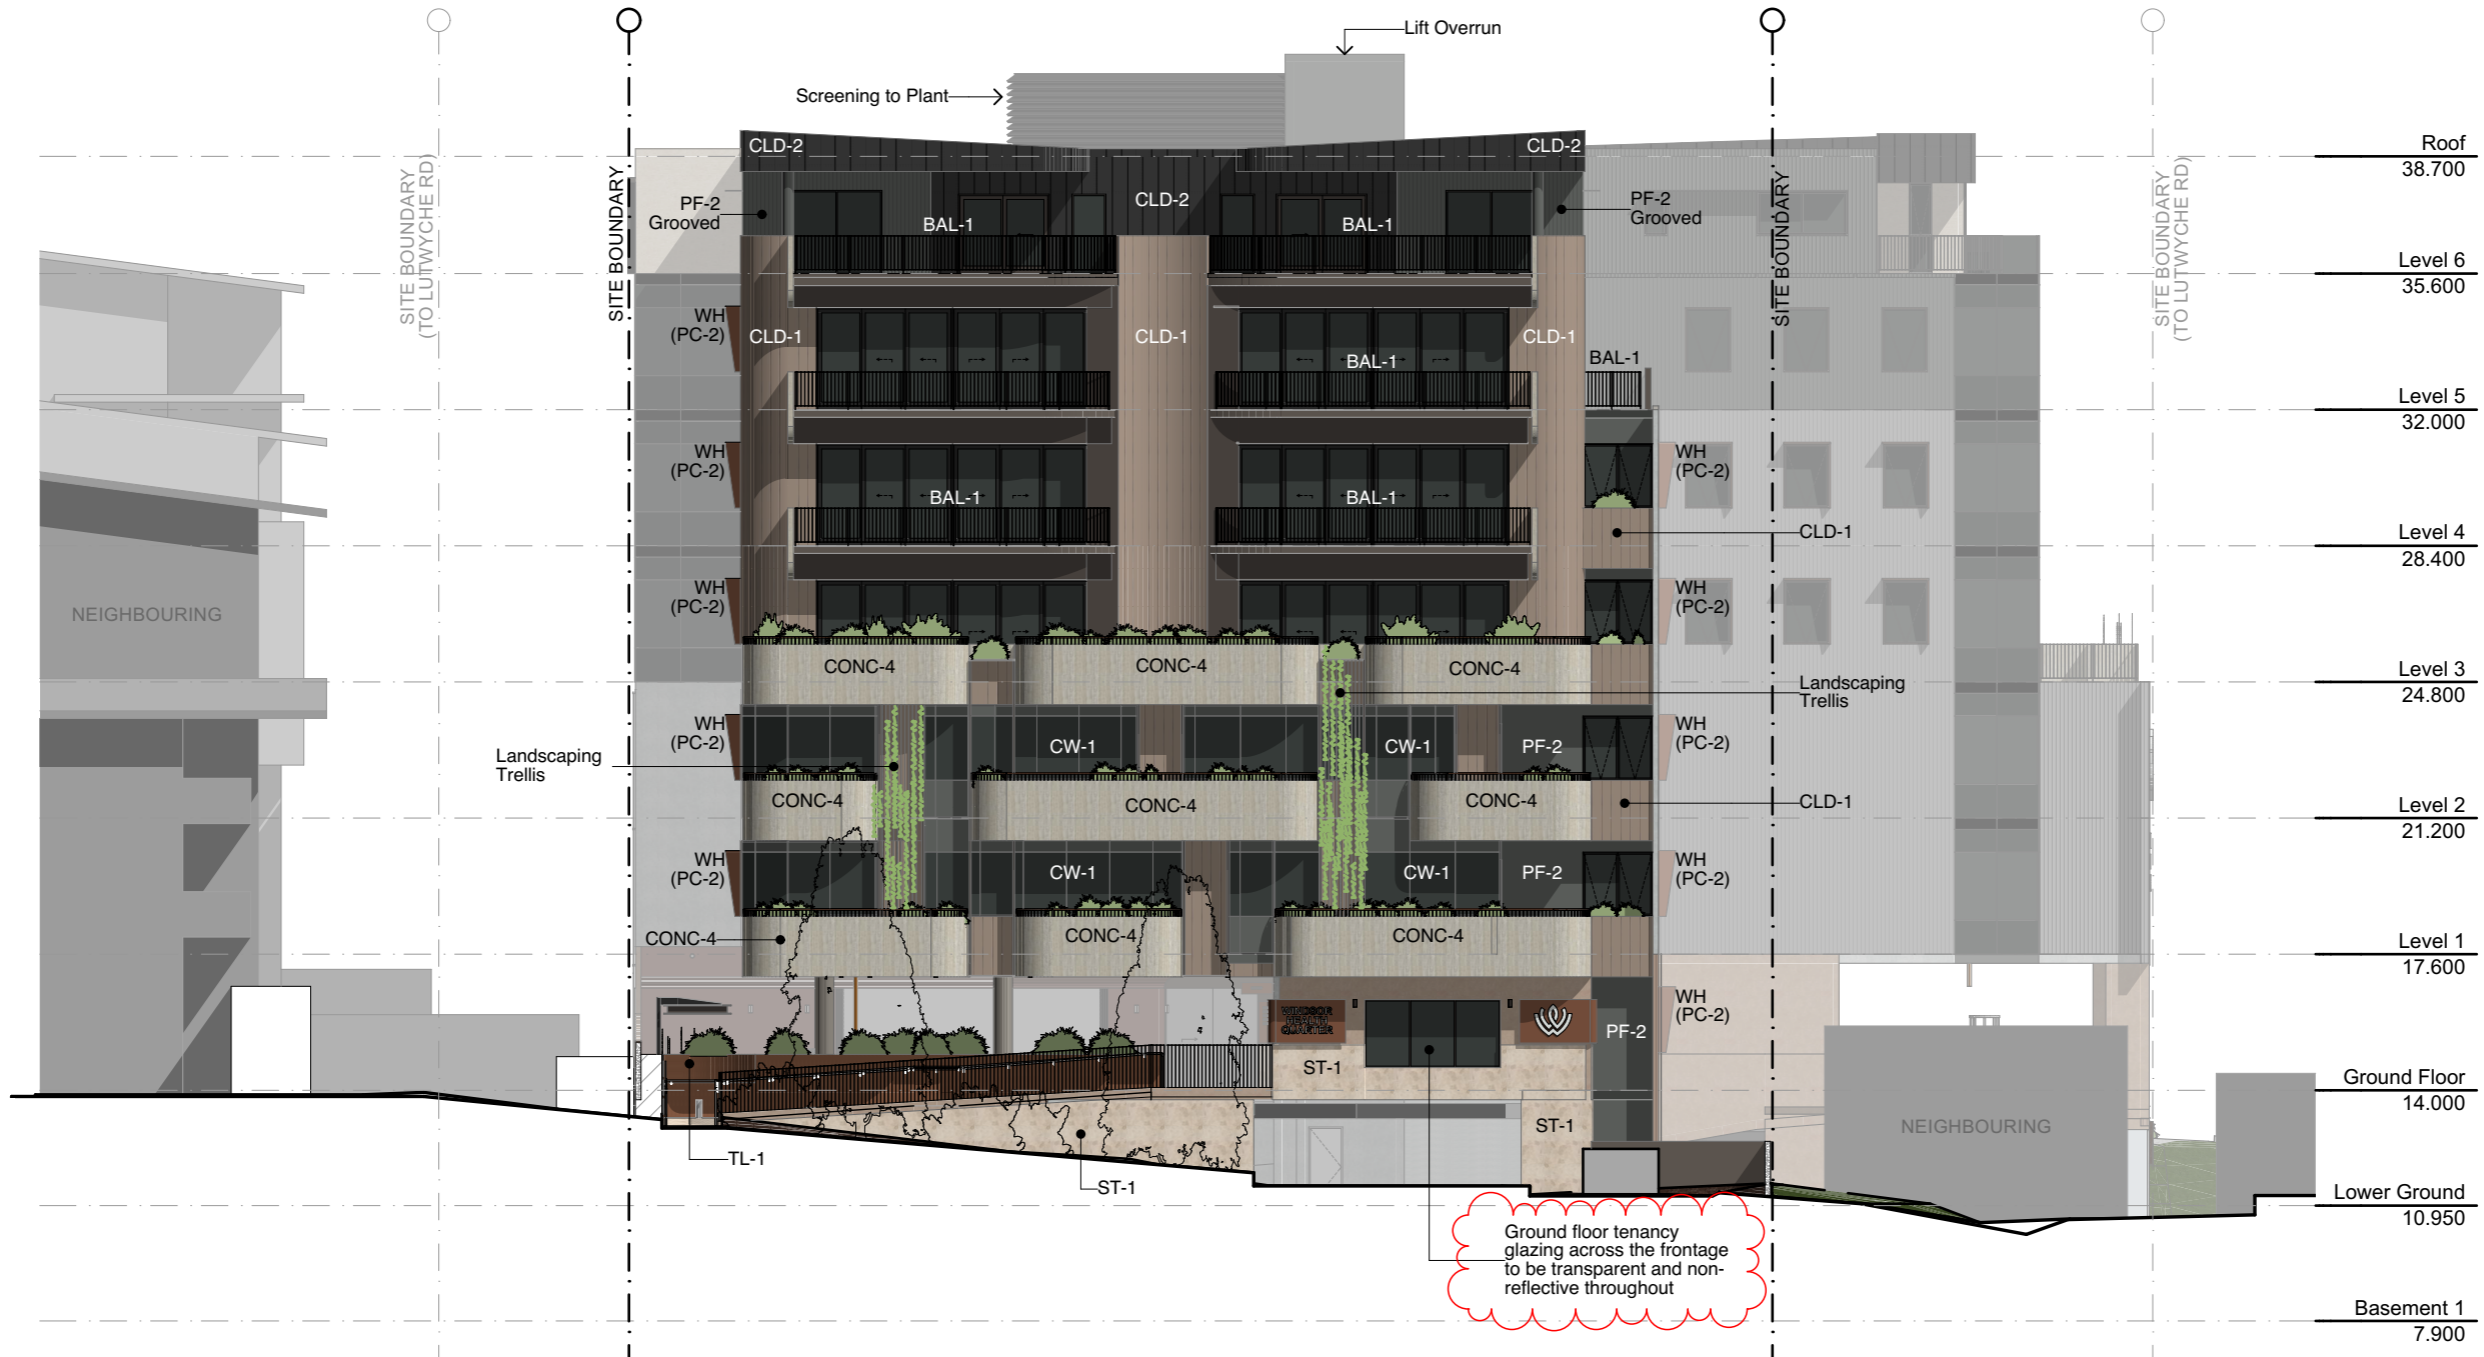 Lift Overrun
Screening to Plant
CLD-2
CLD-2
Roof
38.700
SITE BOUNDARY
(TO LUTWYCHE RD)
SITE BOUNDARY
PF-2
Grooved
BAL-1
CLD-2
BAL-1
PF-2
Grooved
SITE BOUNDARY
SITE BOUNDARY
(TO LUTWYCHE RD)
Level 6
35.600
WH
(PC-2)
CLD-1
CLD-1
CLD-1
BAL-1
BAL-1
Level 5
32.000
WH
(PC-2)
BAL-1
BAL-1
WH
(PC-2)
CLD-1
Level 4
28.400
NEIGHBOURING
WH
(PC-2)
WH
(PC-2)
CONC-4
CONC-4
CONC-4
Landscaping
Trellis
Level 3
24.800
WH
(PC-2)
CW-1
CW-1
PF-2
WH
(PC-2)
Landscaping
Trellis
CONC-4
CONC-4
CONC-4
CLD-1
Level 2
21.200
WH
(PC-2)
CW-1
CW-1
PF-2
WH
(PC-2)
CONC-4
CONC-4
CONC-4
Level 1
17.600
WINDSOR
HEALTH
QUARTER
PF-2
WH
(PC-2)
ST-1
Ground Floor
14.000
ST-1
NEIGHBOURING
TL-1
ST-1
Lower Ground
10.950
Ground floor tenancy
glazing across the frontage
to be transparent and non-
reflective throughout
Basement 1
7.900